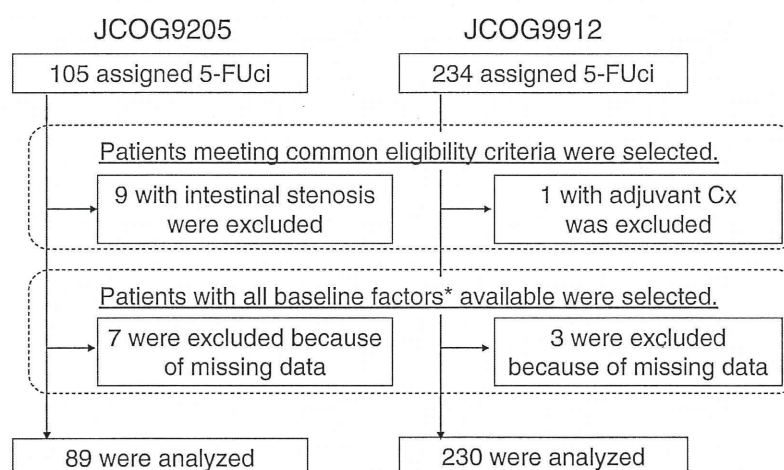 JCOG9205
JCOG9912
105 assigned 5-FUci
234 assigned 5-FUci
Patients meeting common eligibility criteria were selected.
9 with intestinal stenosis
were excluded
1 with adjuvant Cx
was excluded
Patients with all baseline factors* available were selected.
7 were excluded because
of missing data
3 were excluded
because of missing data
89 were analyzed
230 were analyzed